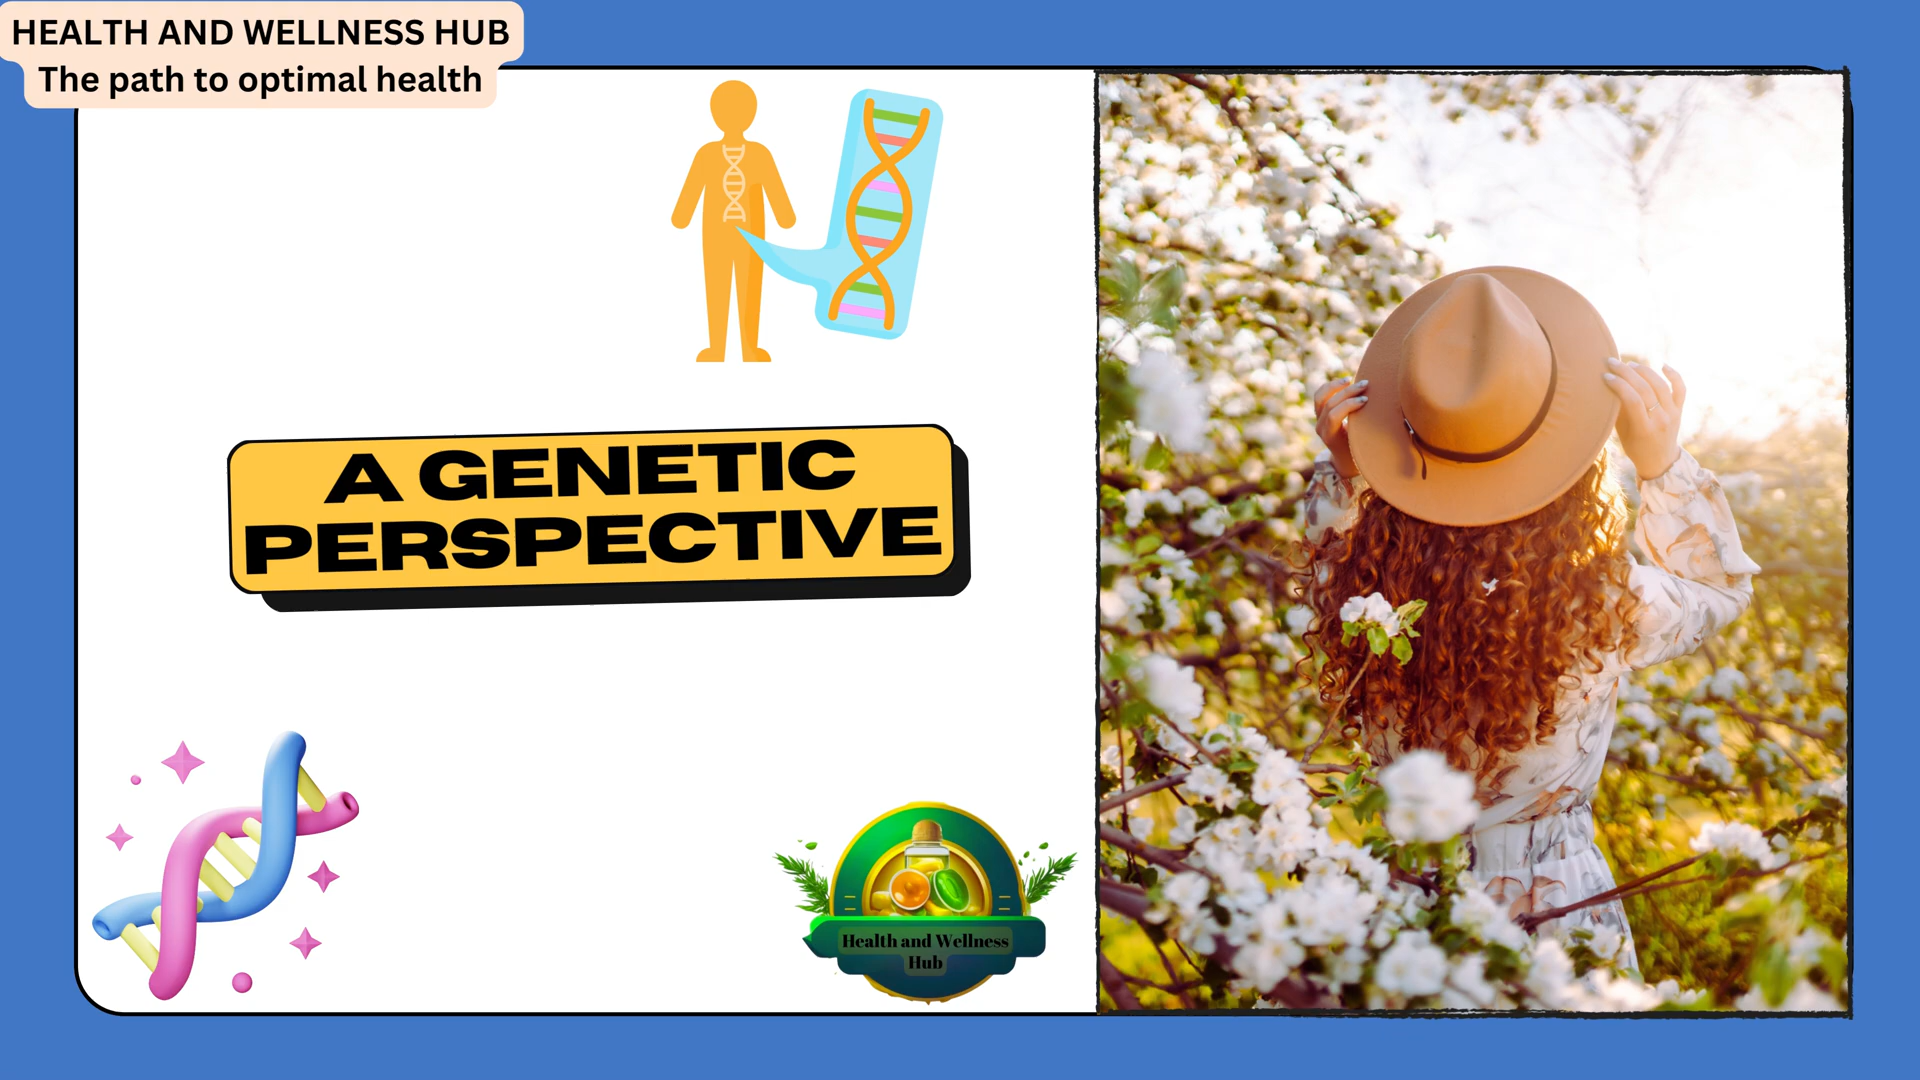 HEALTH AND WELLNESS HUB
The path to optimal health
A GENETIC
PERSPECTIVE
Health and Wellness
Hub